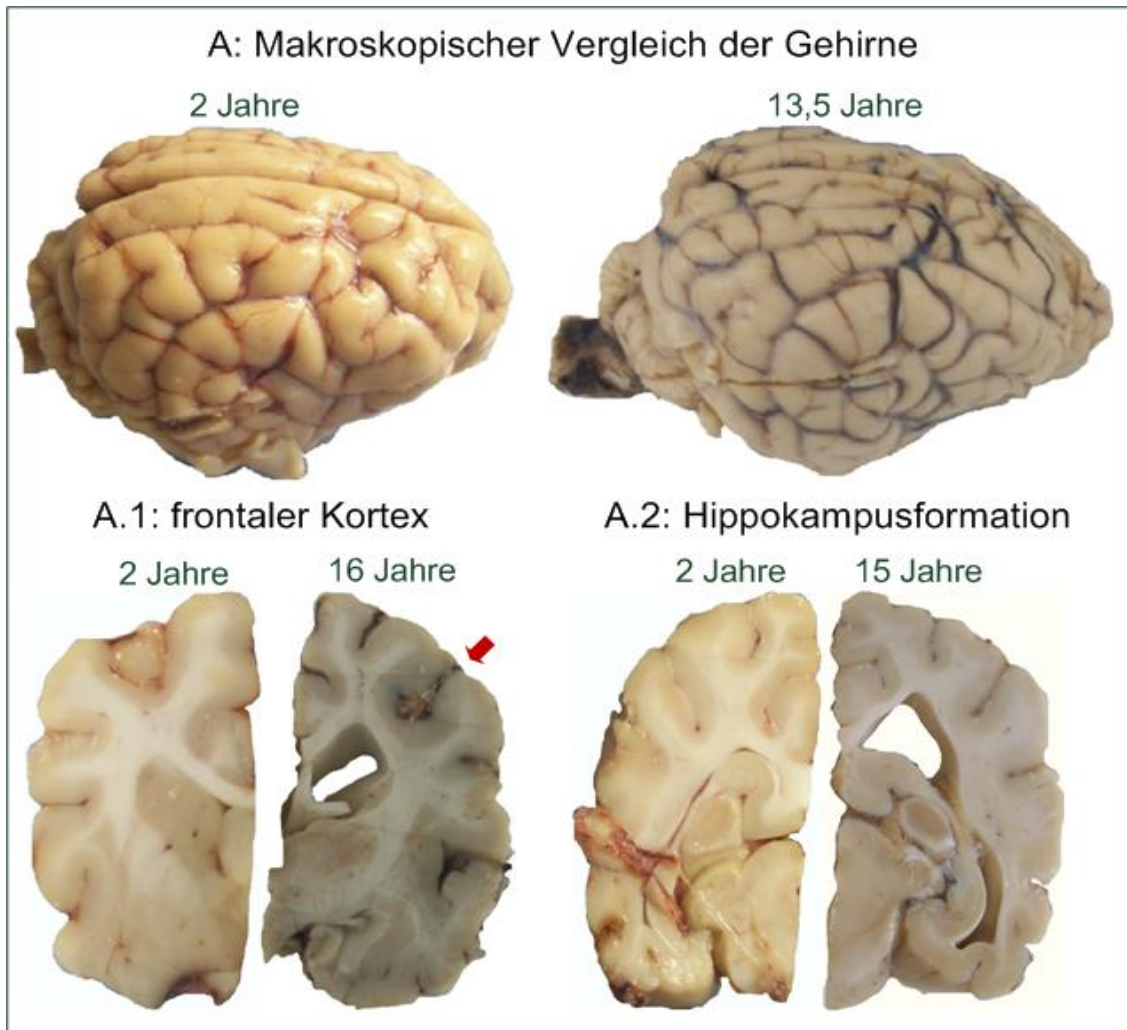 A: Makroskopischer Vergleich der Gehirne
2 Jahre
13,5 Jahre
A.1: frontaler Kortex
A.2: Hippokampusformation
2 Jahre
16 Jahre
2 Jahre
15 Jahre